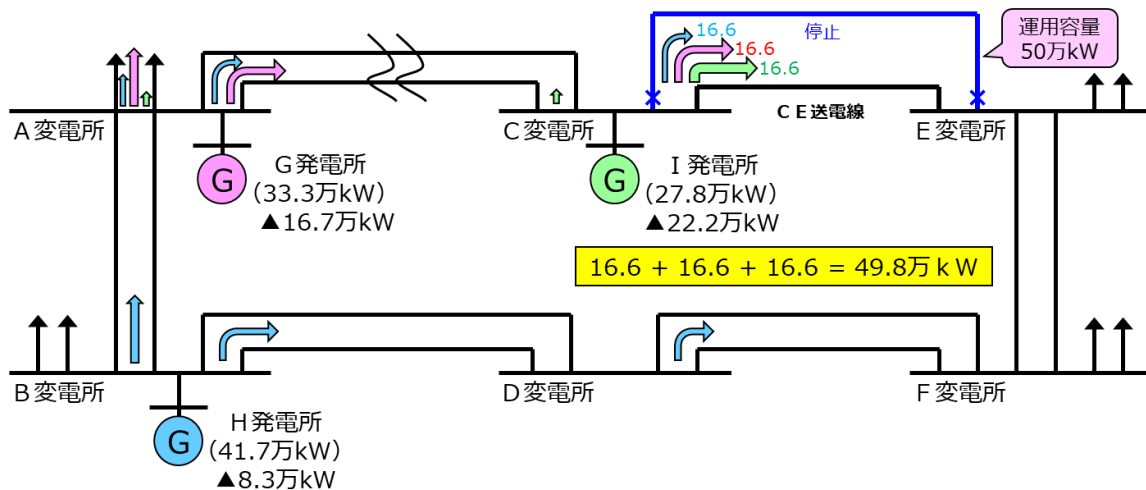 16.6
16.6
16.6
停止
運用容量
50万kW
A変電所
C変電所
CE送電線
E変電所
G
G発電所
(33.3万kW)
▲16.7万kW
G
I発電所
(27.8万kW)
▲22.2万kW
16.6 + 16.6 + 16.6 = 49.8万kW
B変電所
D変電所
F変電所
G
H発電所
(41.7万kW)
▲8.3万kW